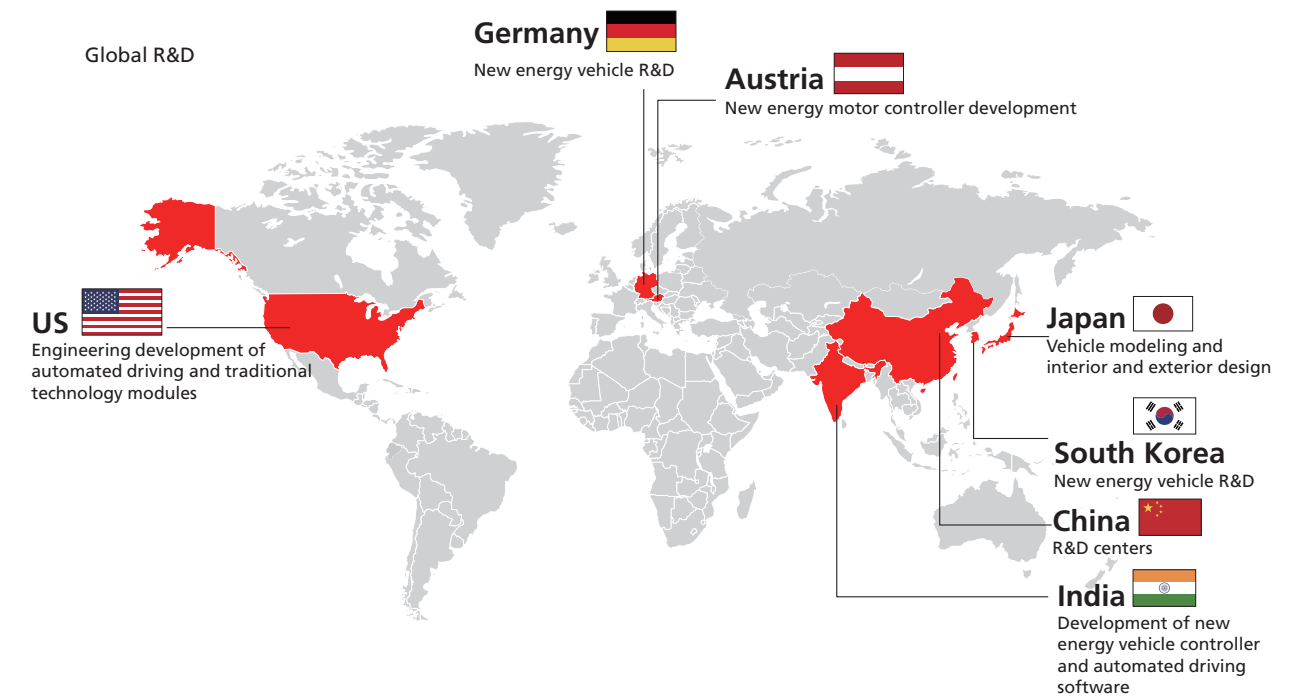 Global R&D
Germany
New energy vehicle R&D
Austria
New energy motor controller development
US
Engineering development of
automated driving and traditional
technology modules
Japan
Vehicle modeling and
interior and exterior design
South Korea
New energy vehicle R&D
China
R&D centers
India
Development of new
energy vehicle controller
and automated driving
software